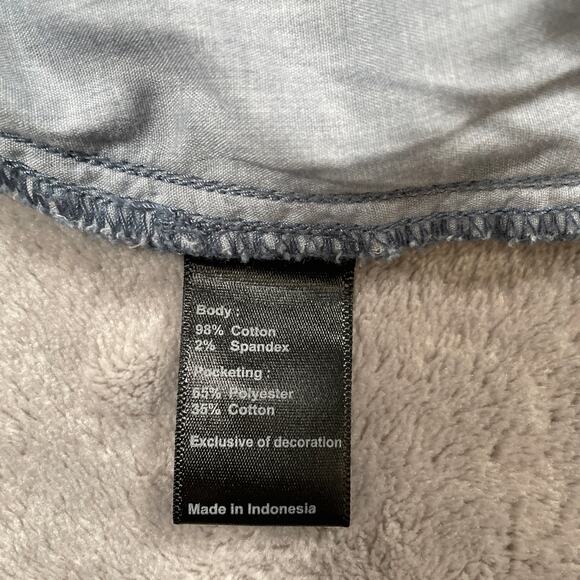 Body :
98% Cotton
2% Spandex
Pocketing :
65% Polyester
35% Cotton
Exclusive of decoration
Made in Indonesia